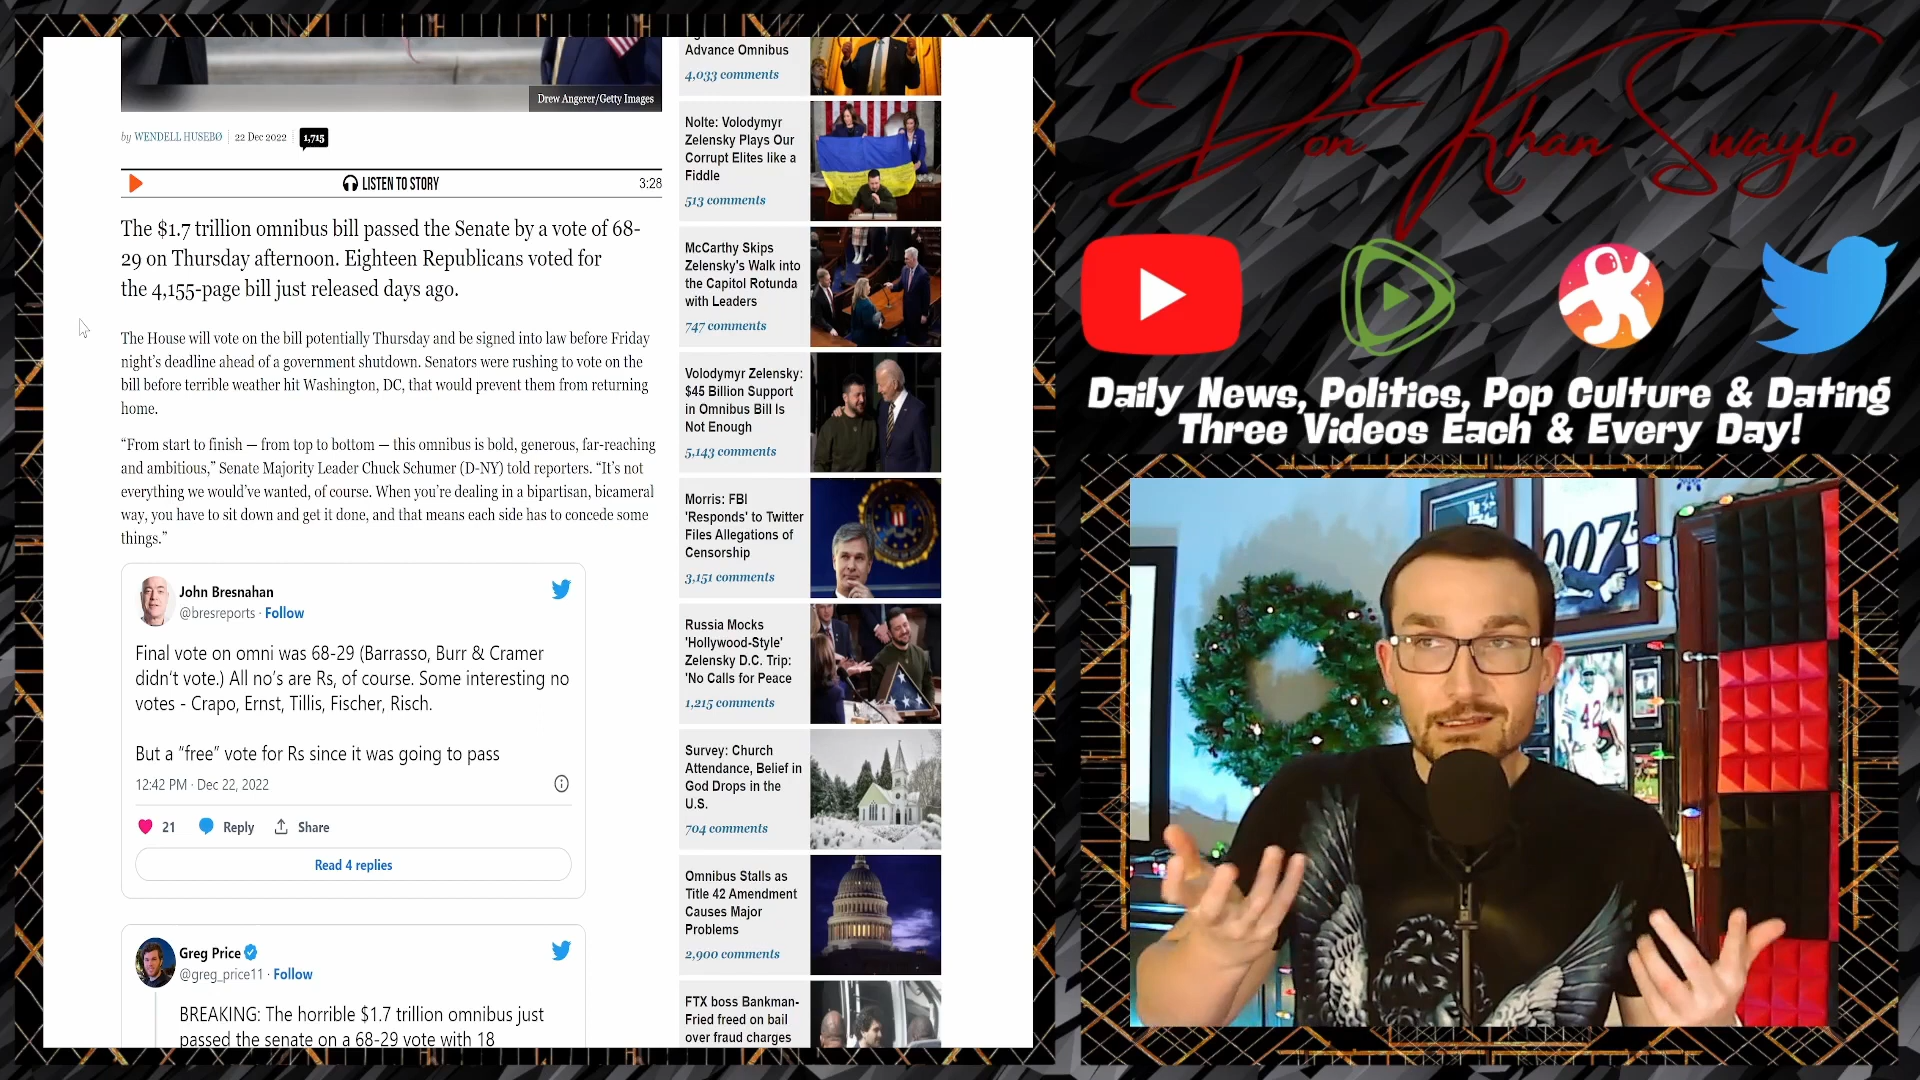 Drew Angerer/Getty Images
by WENDELL HUSEBØ 22 Dec 2022 1,715
LISTEN TO STORY 3:28
The $1.7 trillion omnibus bill passed the Senate by a vote of 68-
29 on Thursday afternoon. Eighteen Republicans voted for
the 4,155-page bill just released days ago.
The House will vote on the bill potentially Thursday and be signed into law before Friday
night’s deadline ahead of a government shutdown. Senators were rushing to vote on the
bill before terrible weather hit Washington, DC, that would prevent them from returning
home.
“From start to finish — from top to bottom — this omnibus is bold, generous, far-reaching
and ambitious,” Senate Majority Leader Chuck Schumer (D-NY) told reporters. “It’s not
everything we would’ve wanted, of course. When you’re dealing in a bipartisan, bicameral
way, you have to sit down and get it done, and that means each side has to concede some
things.”
John Bresnahan
@bresreports · Follow
Final vote on omni was 68-29 (Barrasso, Burr & Cramer
didn’t vote.) All no’s are Rs, of course. Some interesting no
votes - Crapo, Ernst, Tillis, Fischer, Risch.
But a “free” vote for Rs since it was going to pass
12:42 PM · Dec 22, 2022
21 Reply Share
Read 4 replies
Greg Price
@greg_price11 · Follow
BREAKING: The horrible $1.7 trillion omnibus just
passed the senate on a 68-29 vote with 18
Advance Omnibus
4,033 comments
Nolte: Volodymyr
Zelensky Plays Our
Corrupt Elites like a
Fiddle
513 comments
McCarthy Skips
Zelensky's Walk into
the Capitol Rotunda
with Leaders
747 comments
Volodymyr Zelensky:
$45 Billion Support
in Omnibus Bill Is
Not Enough
5,143 comments
Morris: FBI
'Responds' to Twitter
Files Allegations of
Censorship
3,151 comments
Russia Mocks
'Hollywood-Style'
Zelensky D.C. Trip:
'No Calls for Peace
1,215 comments
Survey: Church
Attendance, Belief in
God Drops in the
U.S.
704 comments
Omnibus Stalls as
Title 42 Amendment
Causes Major
Problems
2,900 comments
FTX boss Bankman-
Fried freed on bail
over fraud charges
Don Khan Swaylo
Daily News, Politics, Pop Culture & Dating
Three Videos Each & Every Day!
007
42